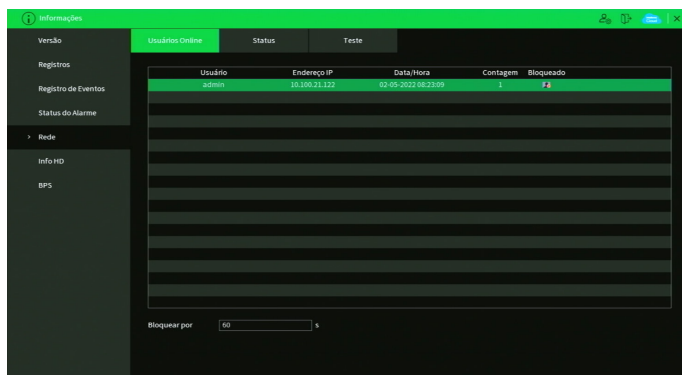 Informações
Versão
Registros
Registro de Eventos
Status do Alarme
> Rede
Info HD
BPS
Usuários Online Status Teste
Usuário Endereço IP Data/Hora Contagem Bloqueado
admin 10.100.21.122 02-05-2022 08:23:09 1
Bloquear por 60 s